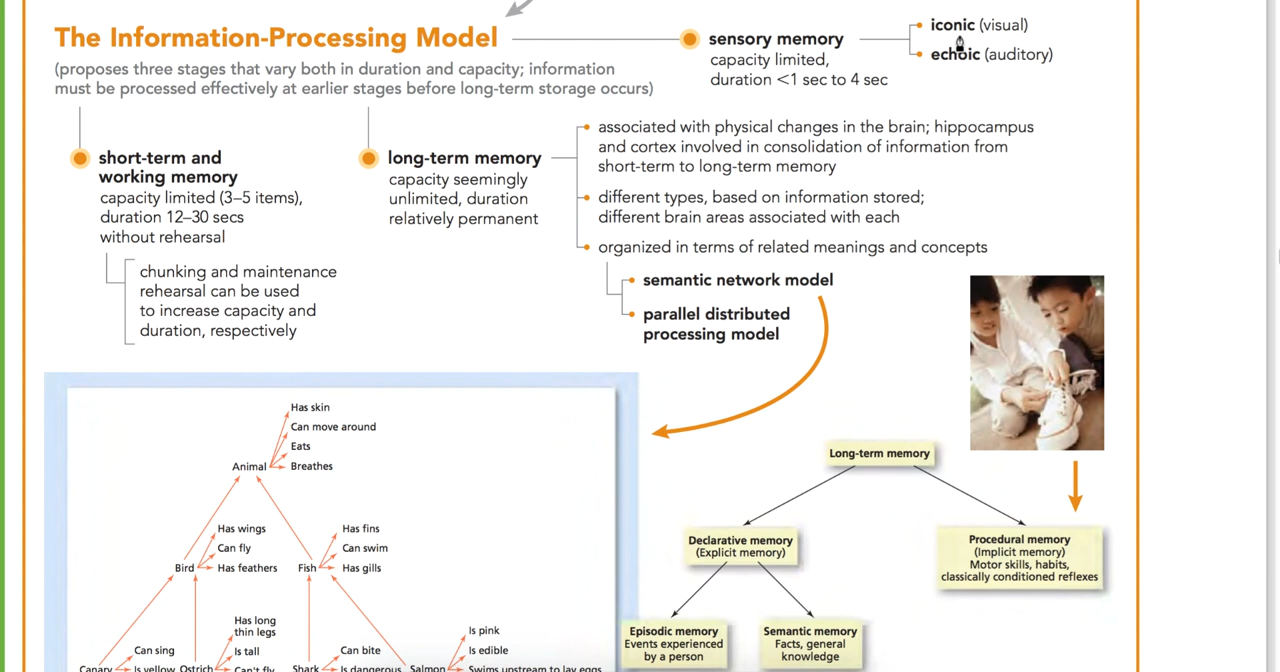 The Information-Processing Model
(proposes three stages that vary both in duration and capacity; information
must be processed effectively at earlier stages before long-term storage occurs)
sensory memory
capacity limited,
duration <1 sec to 4 sec
iconic (visual)
echoic (auditory)
short-term and
working memory
capacity limited (3–5 items),
duration 12–30 secs
without rehearsal
chunking and maintenance
rehearsal can be used
to increase capacity and
duration, respectively
long-term memory
capacity seemingly
unlimited, duration
relatively permanent
associated with physical changes in the brain; hippocampus
and cortex involved in consolidation of information from
short-term to long-term memory
different types, based on information stored;
different brain areas associated with each
organized in terms of related meanings and concepts
semantic network model
parallel distributed
processing model
Has skin
Can move around
Eats
Animal
Breathes
Has wings
Can fly
Bird
Has feathers
Has fins
Can swim
Fish
Has gills
Can sing
Canary
Is yellow
Has long
thin legs
Is tall
Ostrich
Can't fly
Can bite
Shark
Is dangerous
Is pink
Is edible
Salmon
Swims upstream to lay eggs
Long-term memory
Declarative memory
(Explicit memory)
Procedural memory
(Implicit memory)
Motor skills, habits,
classically conditioned reflexes
Episodic memory
Events experienced
by a person
Semantic memory
Facts, general
knowledge